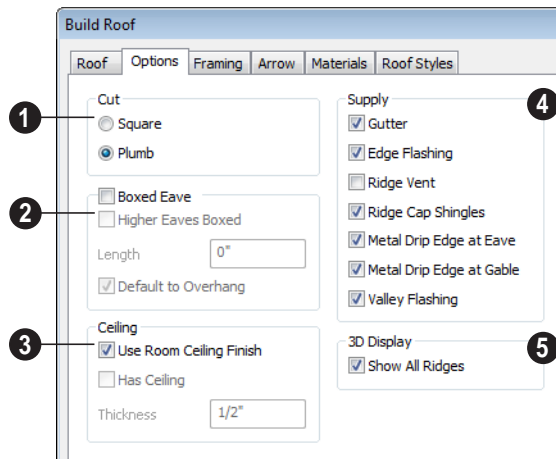 Build Roof
Roof Options Framing Arrow Materials Roof Styles
Cut
1
Square
Plumb
2
Boxed Eave
Higher Eaves Boxed
Length 0"
Default to Overhang
Ceiling
3
Use Room Ceiling Finish
Has Ceiling
Thickness 1/2"
Supply
4
Gutter
Edge Flashing
Ridge Vent
Ridge Cap Shingles
Metal Drip Edge at Eave
Metal Drip Edge at Gable
Valley Flashing
3D Display
5
Show All Ridges